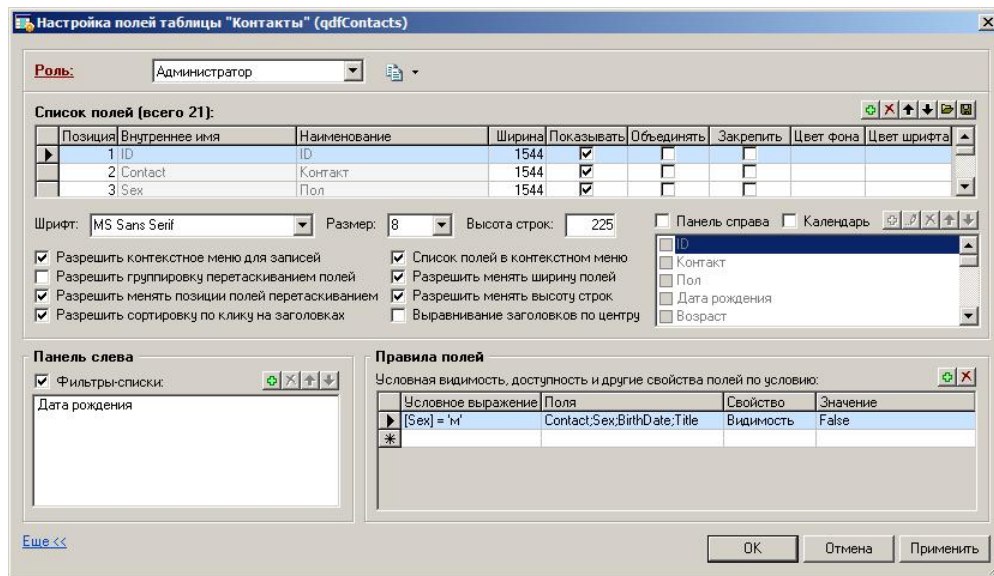 Настройка полей таблицы "Контакты" (qdfContacts)
Роль: Администратор
Список полей (всего 21):
Позиция Внутреннее имя Наименование Ширина Показывать Объединять Закрепить Цвет фона Цвет шрифта
1 ID ID 1544
2 Contact Контакт 1544
3 Sex Пол 1544
Шрифт: MS Sans Serif Размер: 8 Высота строк: 225 Панель справа Календарь
Разрешить контекстное меню для записей Список полей в контекстном меню
Разрешить группировку перетаскиванием полей Разрешить менять ширину полей
Разрешить менять позиции полей перетаскиванием Разрешить менять высоту строк
Разрешить сортировку по клику на заголовках Выравнивание заголовков по центру
ID
Контакт
Пол
Дата рождения
Возраст
Панель слева
Фильтры-списки:
Дата рождения
Правила полей
Условная видимость, доступность и другие свойства полей по условию:
Условное выражение Поля Свойство Значение
[Sex] = 'м' Contact;Sex;BirthDate;Title Видимость False
Еще <<
OK Отмена Применить